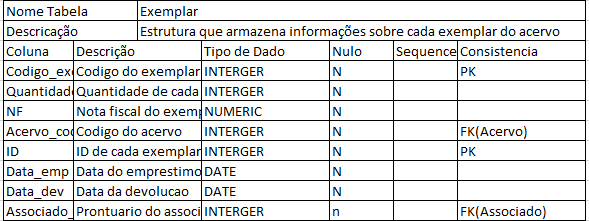 Nome Tabela Exemplar
Descricação Estrutura que armazena informações sobre cada exemplar do acervo
Coluna Descrição Tipo de Dado Nulo Sequence Consistencia
Codigo_exe Codigo do exemplar INTERGER N PK
Quantidade Quantidade de cada INTERGER N
NF Nota fiscal do exemp NUMERIC N
Acervo_cod Codigo do acervo INTERGER N FK(Acervo)
ID ID de cada exemplar INTERGER N PK
Data_emp Data do emprestimo DATE N
Data_dev Data da devolucao DATE N
Associado_ Prontuario do associ INTERGER n FK(Associado)